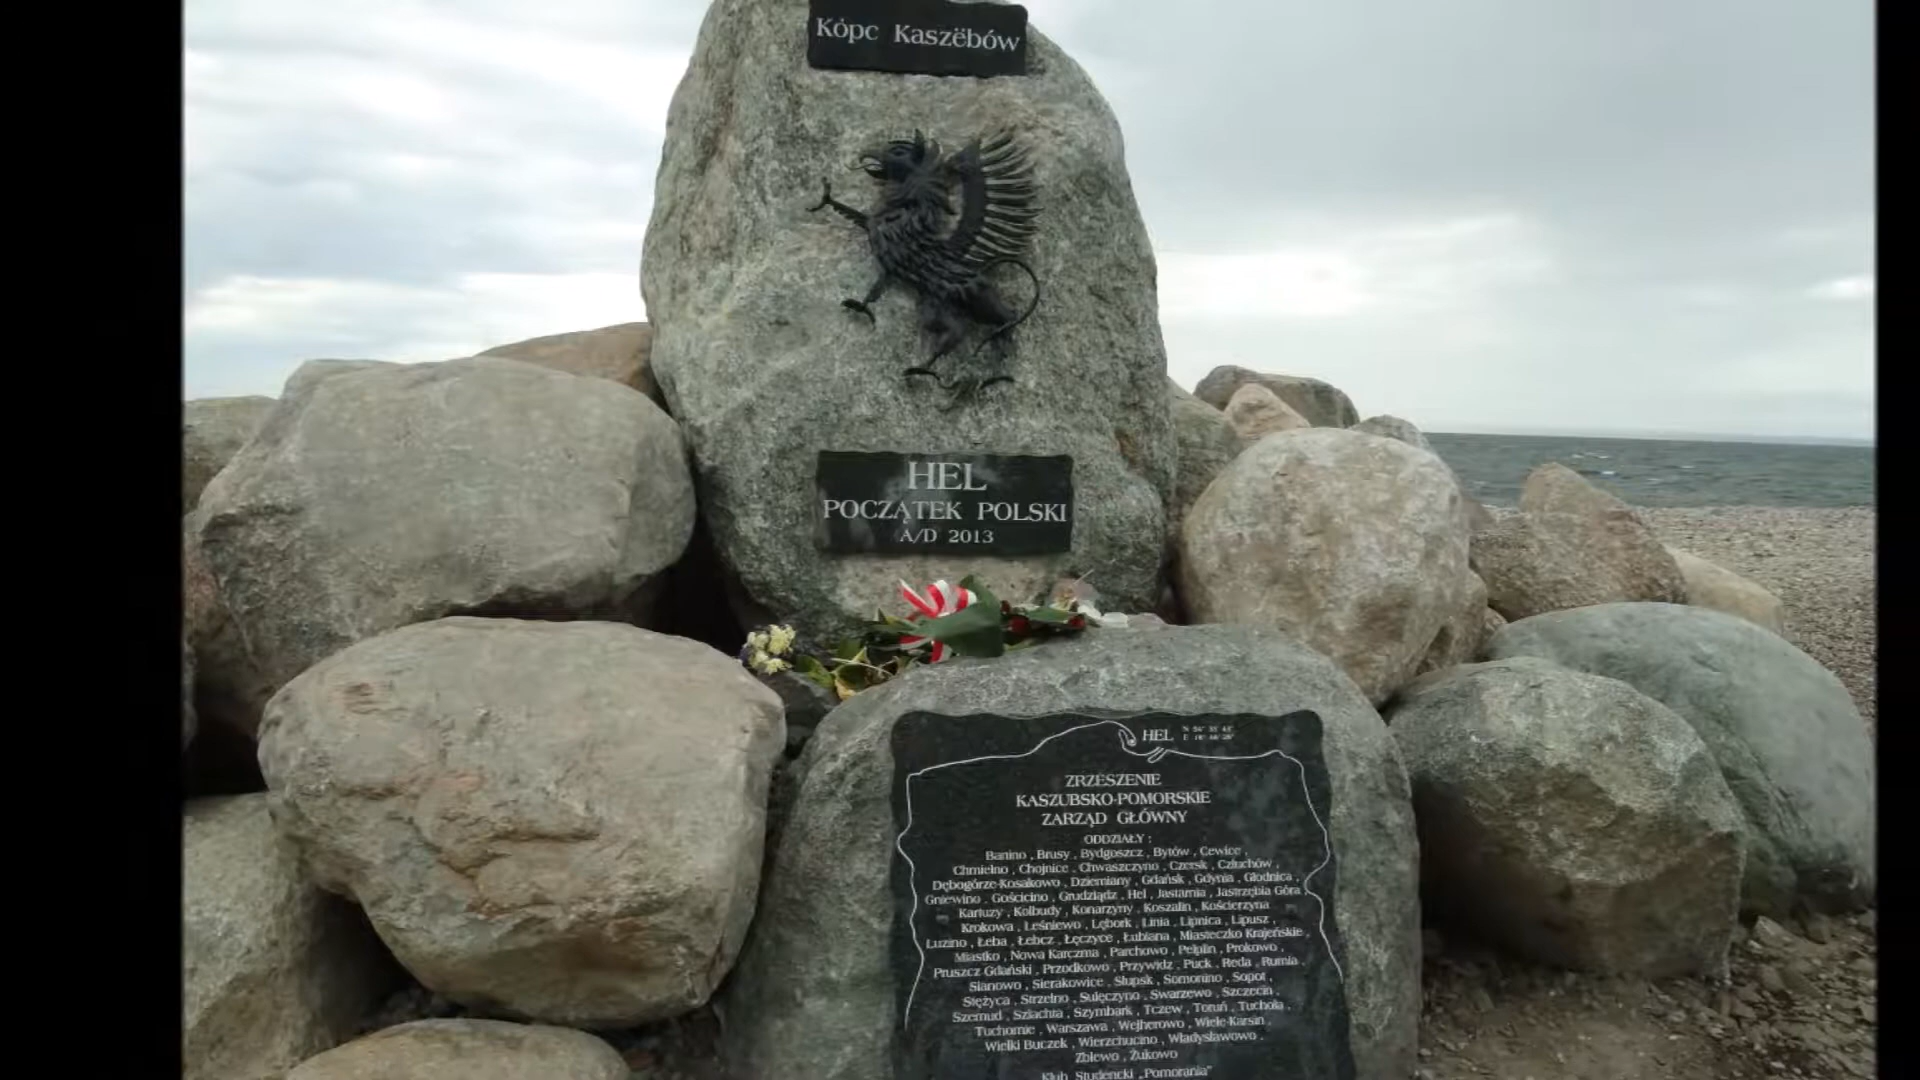 Kòpc Kaszëbów
HEL
POCZĄTEK POLSKI
A/D 2013
HEL
ZRZESZENIE
KASZUBSKO-POMORSKIE
ZARZĄD GŁÓWNY
ODDZIAŁY :
Banino , Brusy , Bydgoszcz , Bytów , Cewice ,
Chmielno , Chojnice , Chwaszczyno , Czersk , Człuchów ,
Dębogórze-Kosakowo , Dziemiany , Gdańsk , Gdynia , Głodnica ,
Gniewino , Gościcino , Grudziądz , Hel , Jastarnia , Jastrzębia Góra ,
Kartuzy , Kolbudy , Konarzyny , Koszalin , Kościerzyna
Krokowa , Leśniewo , Lębork , Linia , Lipnica , Lipusz ,
Luzino , Łeba , Łebcz , Łęczyce , Łubiana , Miasteczko Krajeńskie ,
Miastko , Nowa Karczma , Parchowo , Pelplin , Prokowo ,
Pruszcz Gdański , Przodkowo , Przywidz , Puck , Reda , Rumia ,
Sianowo , Sierakowice , Słupsk , Somonino , Sopot ,
Stężyca , Strzelno , Sulęczyno , Swarzewo , Szczecin ,
Szemud , Szlachta , Szymbark , Tczew , Toruń , Tuchola ,
Tuchomie , Warszawa , Wejherowo , Wiele-Karsin ,
Wielki Buczek , Wierzchucino , Władysławowo ,
Zblewo , Żukowo
Klub Studencki „Pomorania"